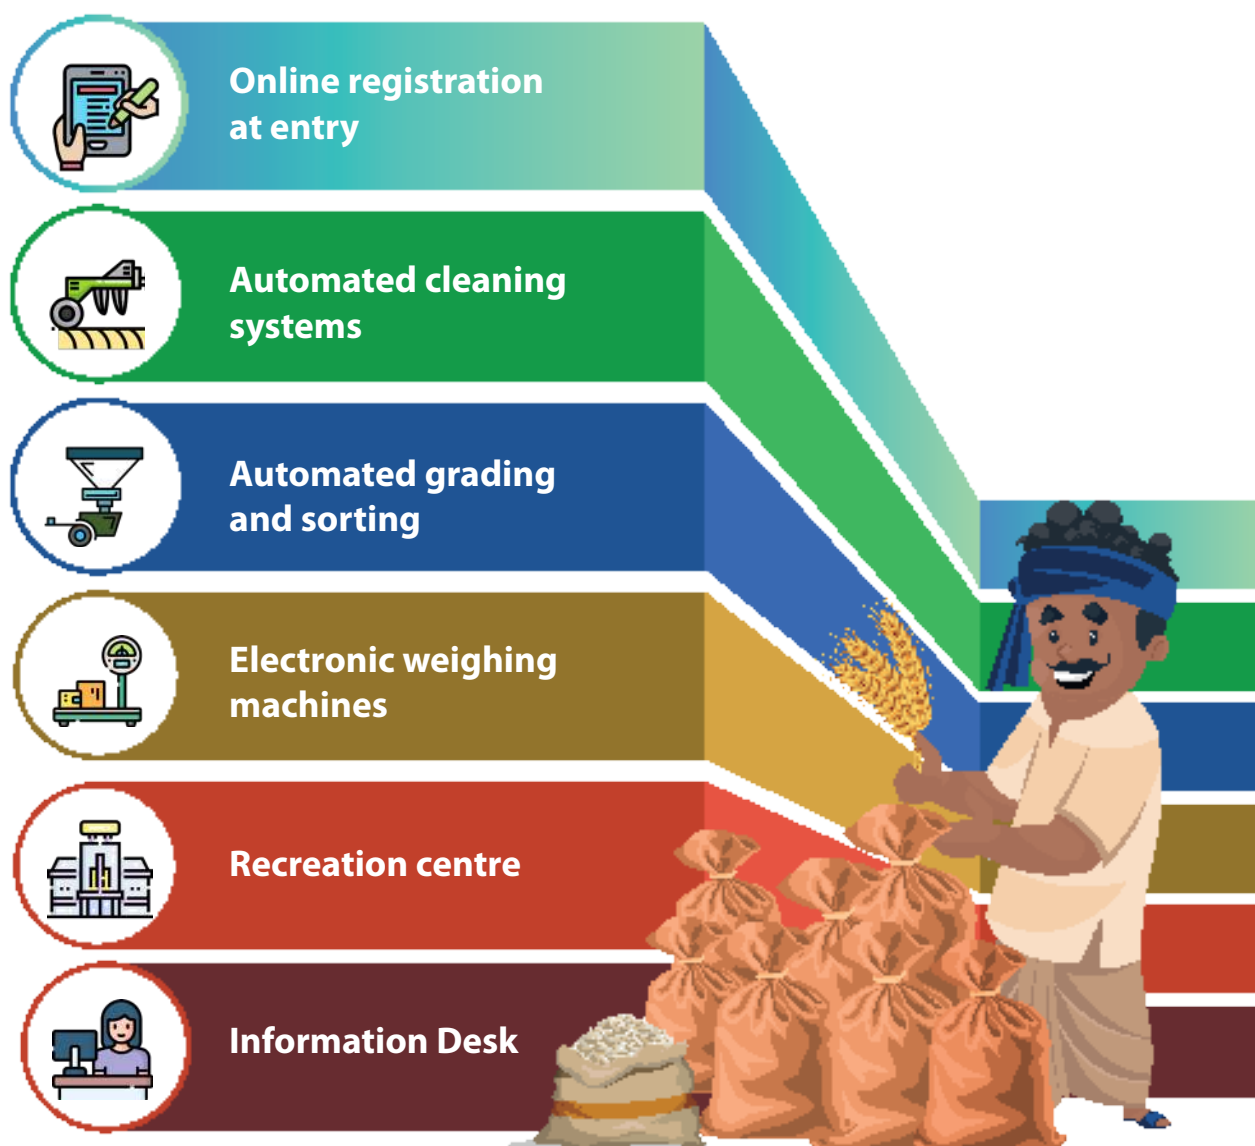 Online registration
at entry
Automated cleaning
systems
Automated grading
and sorting
Electronic weighing
machines
Recreation centre
Information Desk